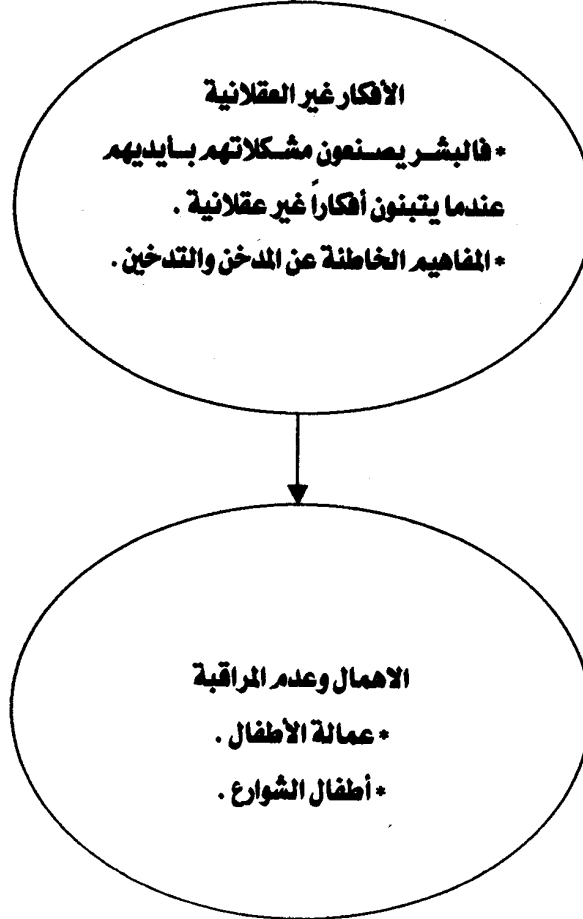 الأفكار غير العقلانية
* فالبشر يصنعون مشكلاتهم بأيديهم
عندما يتبنون أفكاراً غير عقلانية .
* المفاهيم الخاطئة عن المدخن والتدخين .
الاهمال وعدم المراقبة
* عمالة الأطفال .
* أطفال الشوارع .